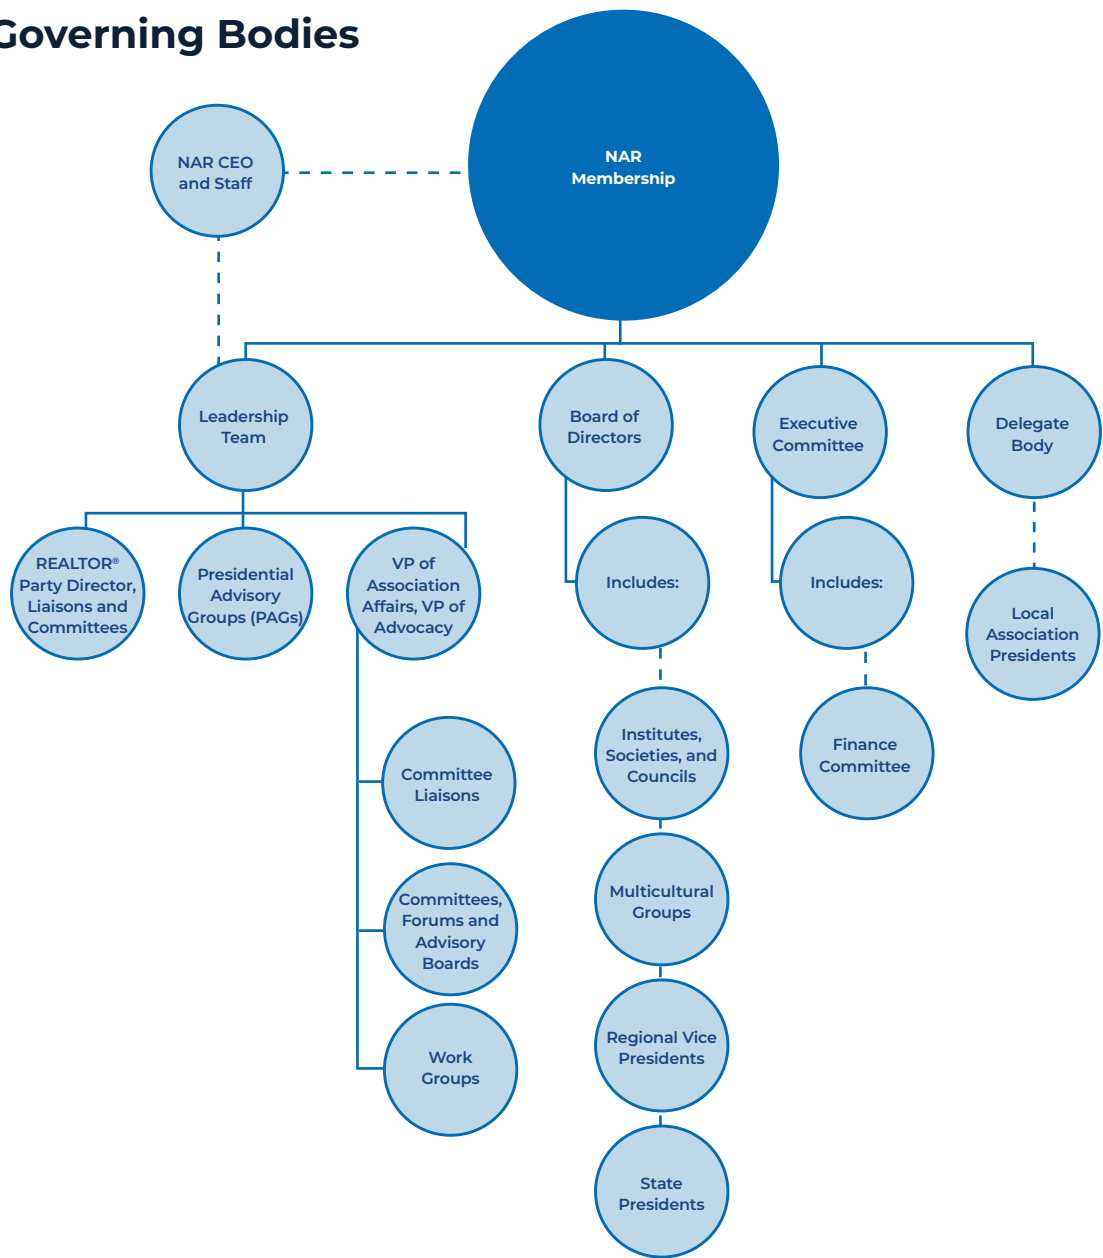 Governing Bodies
NAR
Membership
NAR CEO
and Staff
Leadership
Team
Board of
Directors
Executive
Committee
Delegate
Body
REALTOR®
Party Director,
Liaisons and
Committees
Presidential
Advisory
Groups (PAGs)
VP of
Association
Affairs, VP of
Advocacy
Includes:
Includes:
Local
Association
Presidents
Committee
Liaisons
Institutes,
Societies, and
Councils
Finance
Committee
Committees,
Forums and
Advisory
Boards
Multicultural
Groups
Work
Groups
Regional Vice
Presidents
State
Presidents